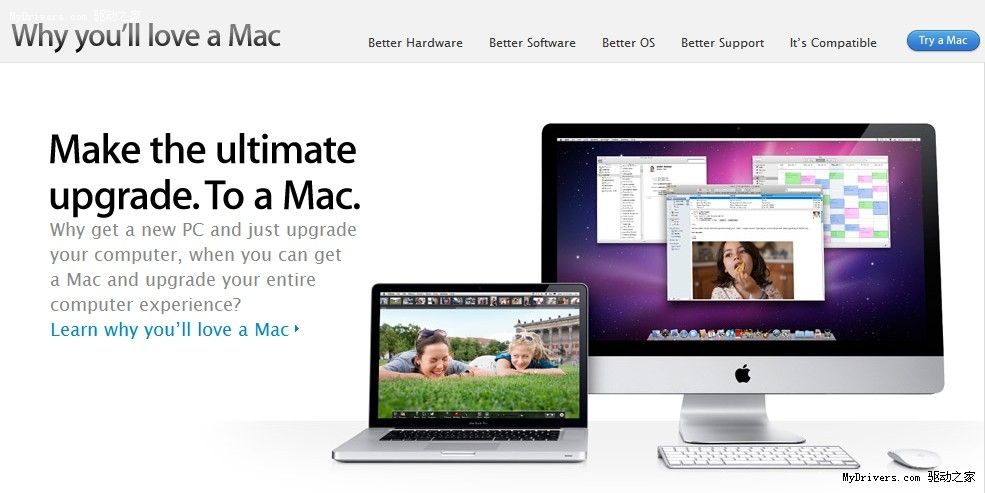 MyDrivers.com 驱动之家
Why you'll love a Mac
Better Hardware
Better Software
Better OS
Better Support
It's Compatible
Try a Mac
Make the ultimate
upgrade. To a Mac.
Why get a new PC and just upgrade
your computer, when you can get
a Mac and upgrade your entire
computer experience?
Learn why you'll love a Mac
MyDrivers.com 驱动之家